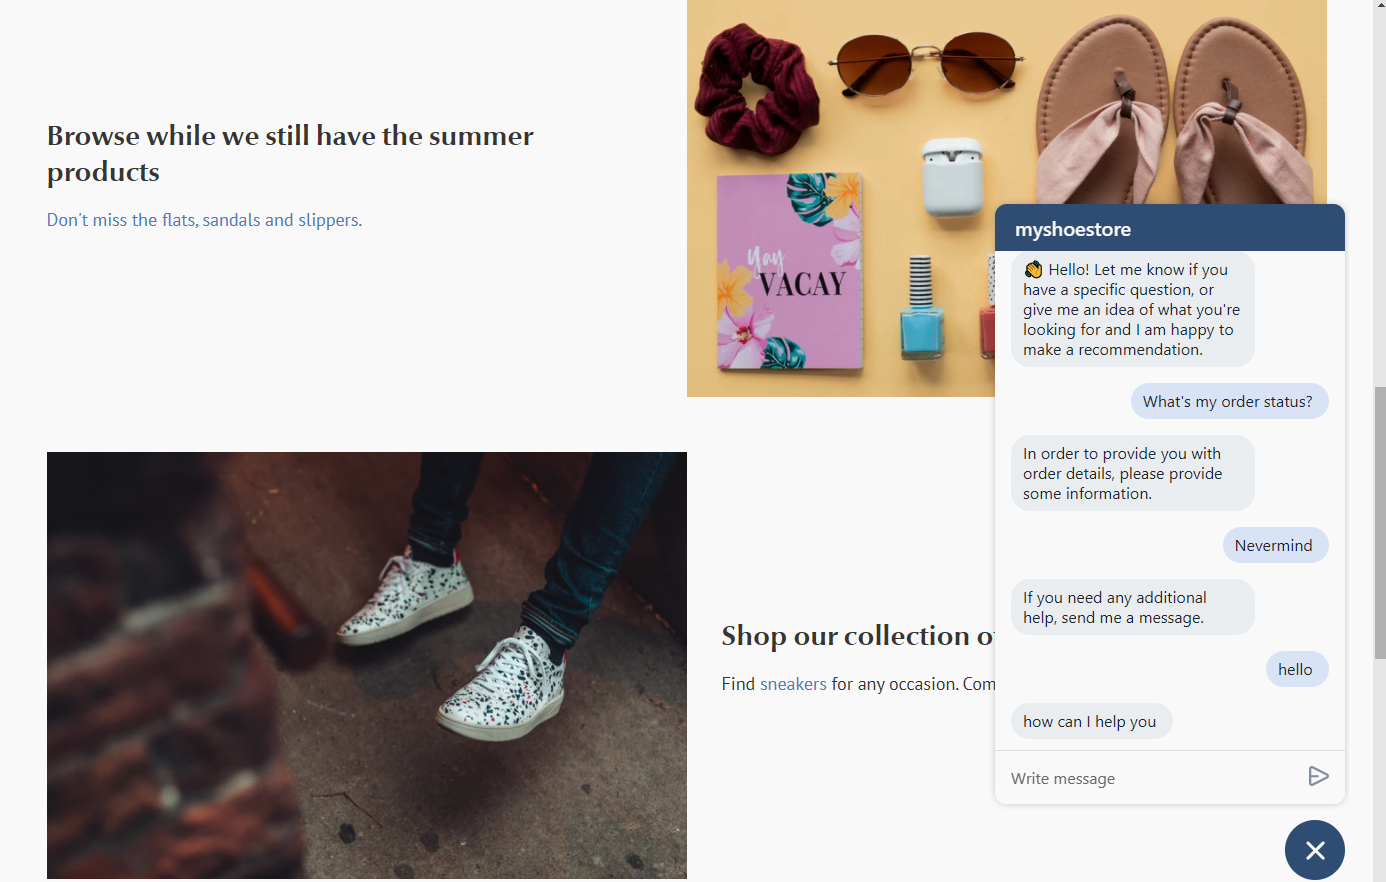 Browse while we still have the summer
products
Don't miss the flats, sandals and slippers.
Yay
VACAY
Shop our collection o
Find sneakers for any occasion. Com
myshoestore
👏 Hello! Let me know if you
have a specific question, or
give me an idea of what you're
looking for and I am happy to
make a recommendation.
What's my order status?
In order to provide you with
order details, please provide
some information.
Nevermind
If you need any additional
help, send me a message.
hello
how can I help you
Write message